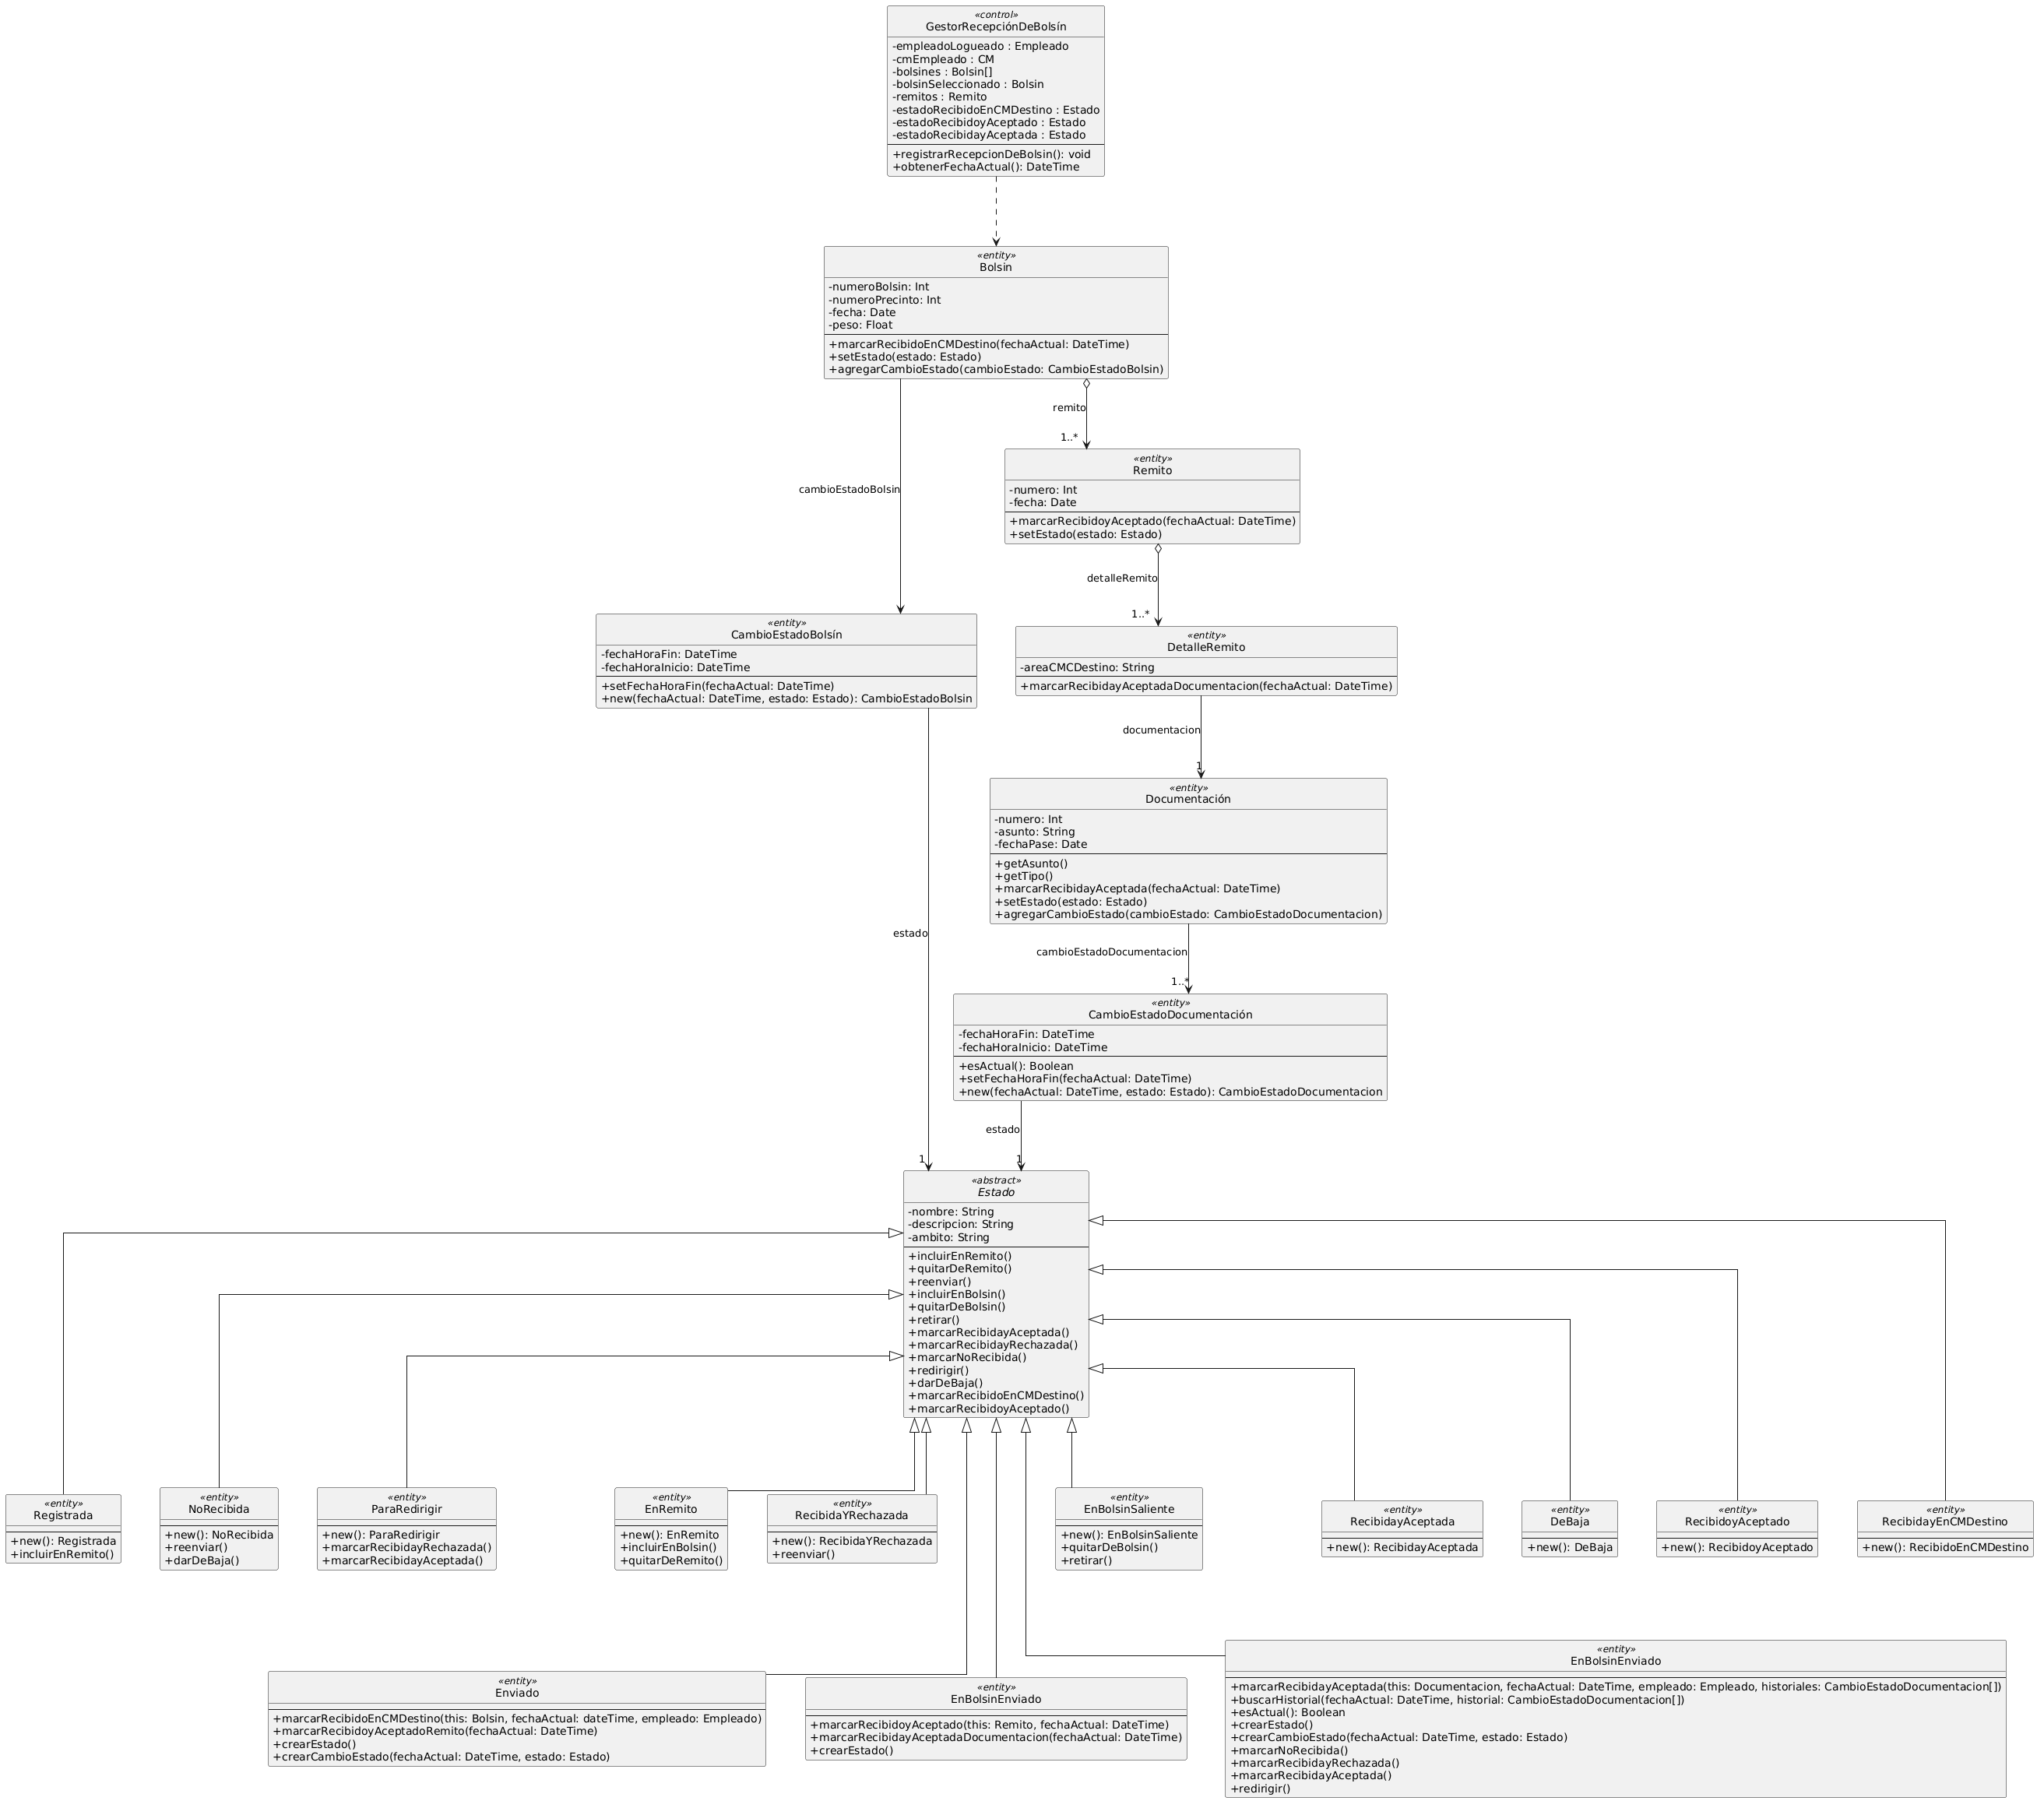 «control»
GestorRecepciónDeBolsín
-empleadoLogueado : Empleado
-cmEmpleado : CM
-bolsines : Bolsin[]
-bolsinSeleccionado : Bolsin
-remitos : Remito
-estadoRecibidoEnCMDestino : Estado
-estadoRecibidoyAceptado : Estado
-estadoRecibidayAceptada : Estado
+registrarRecepcionDeBolsin(): void
+obtenerFechaActual(): DateTime
«entity»
Bolsin
-numeroBolsin: Int
-numeroPrecinto: Int
-fecha: Date
-peso: Float
+marcarRecibidoEnCMDestino(fechaActual: DateTime)
+setEstado(estado: Estado)
+agregarCambioEstado(cambioEstado: CambioEstadoBolsin)
remito
1..*
cambioEstadoBolsin
«entity»
Remito
-numero: Int
-fecha: Date
+marcarRecibidoyAceptado(fechaActual: DateTime)
+setEstado(estado: Estado)
detalleRemito
1..*
«entity»
CambioEstadoBolsín
-fechaHoraFin: DateTime
-fechaHoraInicio: DateTime
+setFechaHoraFin(fechaActual: DateTime)
+new(fechaActual: DateTime, estado: Estado): CambioEstadoBolsin
«entity»
DetalleRemito
-areaCMCDestino: String
+marcarRecibidayAceptadaDocumentacion(fechaActual: DateTime)
documentacion
1
«entity»
Documentación
-numero: Int
-asunto: String
-fechaPase: Date
+getAsunto()
+getTipo()
+marcarRecibidayAceptada(fechaActual: DateTime)
+setEstado(estado: Estado)
+agregarCambioEstado(cambioEstado: CambioEstadoDocumentacion)
estado
cambioEstadoDocumentacion
1..*
«entity»
CambioEstadoDocumentación
-fechaHoraFin: DateTime
-fechaHoraInicio: DateTime
+esActual(): Boolean
+setFechaHoraFin(fechaActual: DateTime)
+new(fechaActual: DateTime, estado: Estado): CambioEstadoDocumentacion
estado
1
1
«abstract»
Estado
-nombre: String
-descripcion: String
-ambito: String
+incluirEnRemito()
+quitarDeRemito()
+reenviar()
+incluirEnBolsin()
+quitarDeBolsin()
+retirar()
+marcarRecibidayAceptada()
+marcarRecibidayRechazada()
+marcarNoRecibida()
+redirigir()
+darDeBaja()
+marcarRecibidoEnCMDestino()
+marcarRecibidoyAceptado()
«entity»
Registrada
+new(): Registrada
+incluirEnRemito()
«entity»
NoRecibida
+new(): NoRecibida
+reenviar()
+darDeBaja()
«entity»
ParaRedirigir
+new(): ParaRedirigir
+marcarRecibidayRechazada()
+marcarRecibidayAceptada()
«entity»
EnRemito
+new(): EnRemito
+incluirEnBolsin()
+quitarDeRemito()
«entity»
RecibidaYRechazada
+new(): RecibidaYRechazada
+reenviar()
«entity»
EnBolsinSaliente
+new(): EnBolsinSaliente
+quitarDeBolsin()
+retirar()
«entity»
RecibidayAceptada
+new(): RecibidayAceptada
«entity»
DeBaja
+new(): DeBaja
«entity»
RecibidoyAceptado
+new(): RecibidoyAceptado
«entity»
RecibidayEnCMDestino
+new(): RecibidoEnCMDestino
«entity»
Enviado
+marcarRecibidoEnCMDestino(this: Bolsin, fechaActual: dateTime, empleado: Empleado)
+marcarRecibidoyAceptadoRemito(fechaActual: DateTime)
+crearEstado()
+crearCambioEstado(fechaActual: DateTime, estado: Estado)
«entity»
EnBolsinEnviado
+marcarRecibidoyAceptado(this: Remito, fechaActual: DateTime)
+marcarRecibidayAceptadaDocumentacion(fechaActual: DateTime)
+crearEstado()
«entity»
EnBolsinEnviado
+marcarRecibidayAceptada(this: Documentacion, fechaActual: DateTime, empleado: Empleado, historiales: CambioEstadoDocumentacion[])
+buscarHistorial(fechaActual: DateTime, historial: CambioEstadoDocumentacion[])
+esActual(): Boolean
+crearEstado()
+crearCambioEstado(fechaActual: DateTime, estado: Estado)
+marcarNoRecibida()
+marcarRecibidayRechazada()
+marcarRecibidayAceptada()
+redirigir()